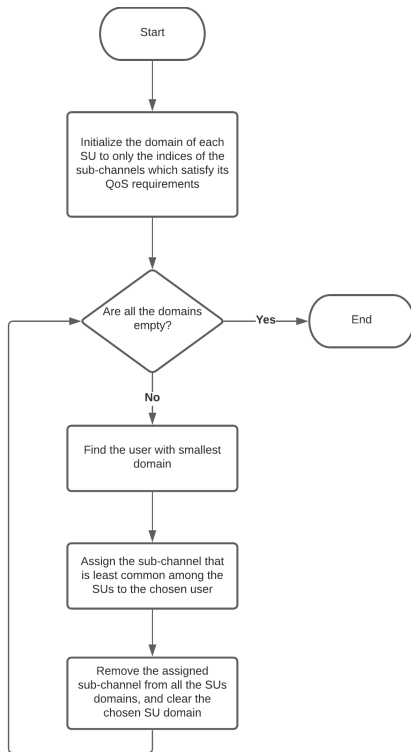 Start
Initialize the domain of each
SU to only the indices of the
sub-channels which satisfy its
QoS requirements
Are all the domains
empty?
Yes
End
No
Find the user with smallest
domain
Assign the sub-channel that
is least common among the
SUs to the chosen user
Remove the assigned
sub-channel from all the SUs
domains, and clear the
chosen SU domain